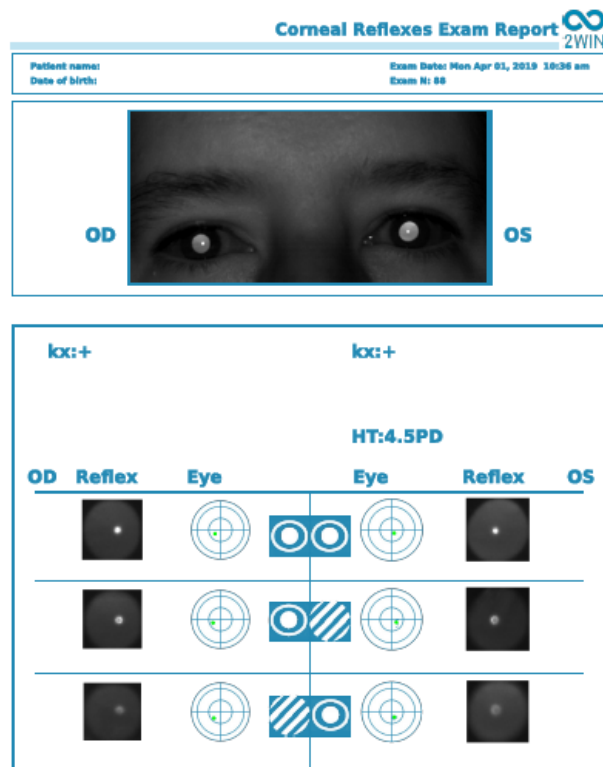 Corneal Reflexes Exam Report
2WIN
Patient name:
Exam Date: Mon Apr 01, 2019 10:36 am
Date of birth:
Exam N: 88
OD
OS
kx:+
kx:+
HT:4.5PD
OD Reflex Eye Eye Reflex OS